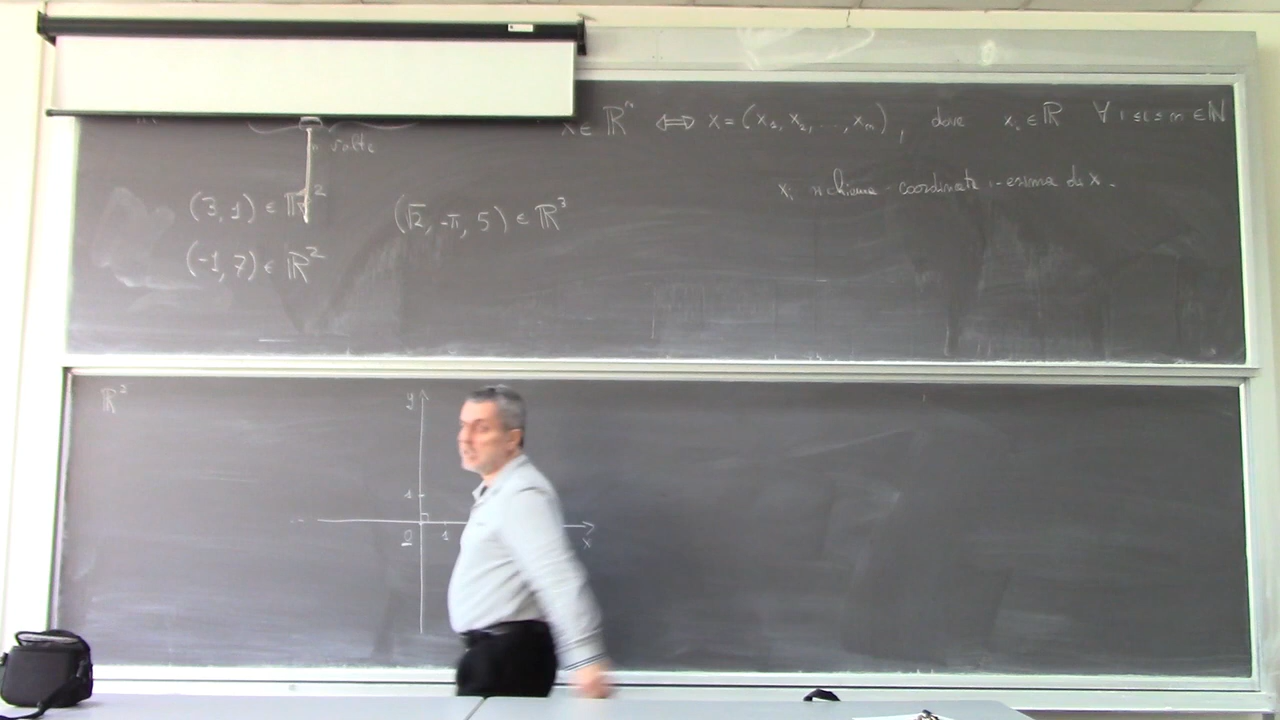 x ∈ ℝⁿ ⇔ x = (x₁, x₂, ..., xₙ), dove xᵢ ∈ ℝ ∀ 1 ≤ i ≤ n ∈ ℕ
n volte
xᵢ si chiama coordinata i-esima di x.
(3, 1) ∈ ℝ²
(√2, -π, 5) ∈ ℝ³
(-1, 7) ∈ ℝ²
ℝ²
y
1
0 1 x